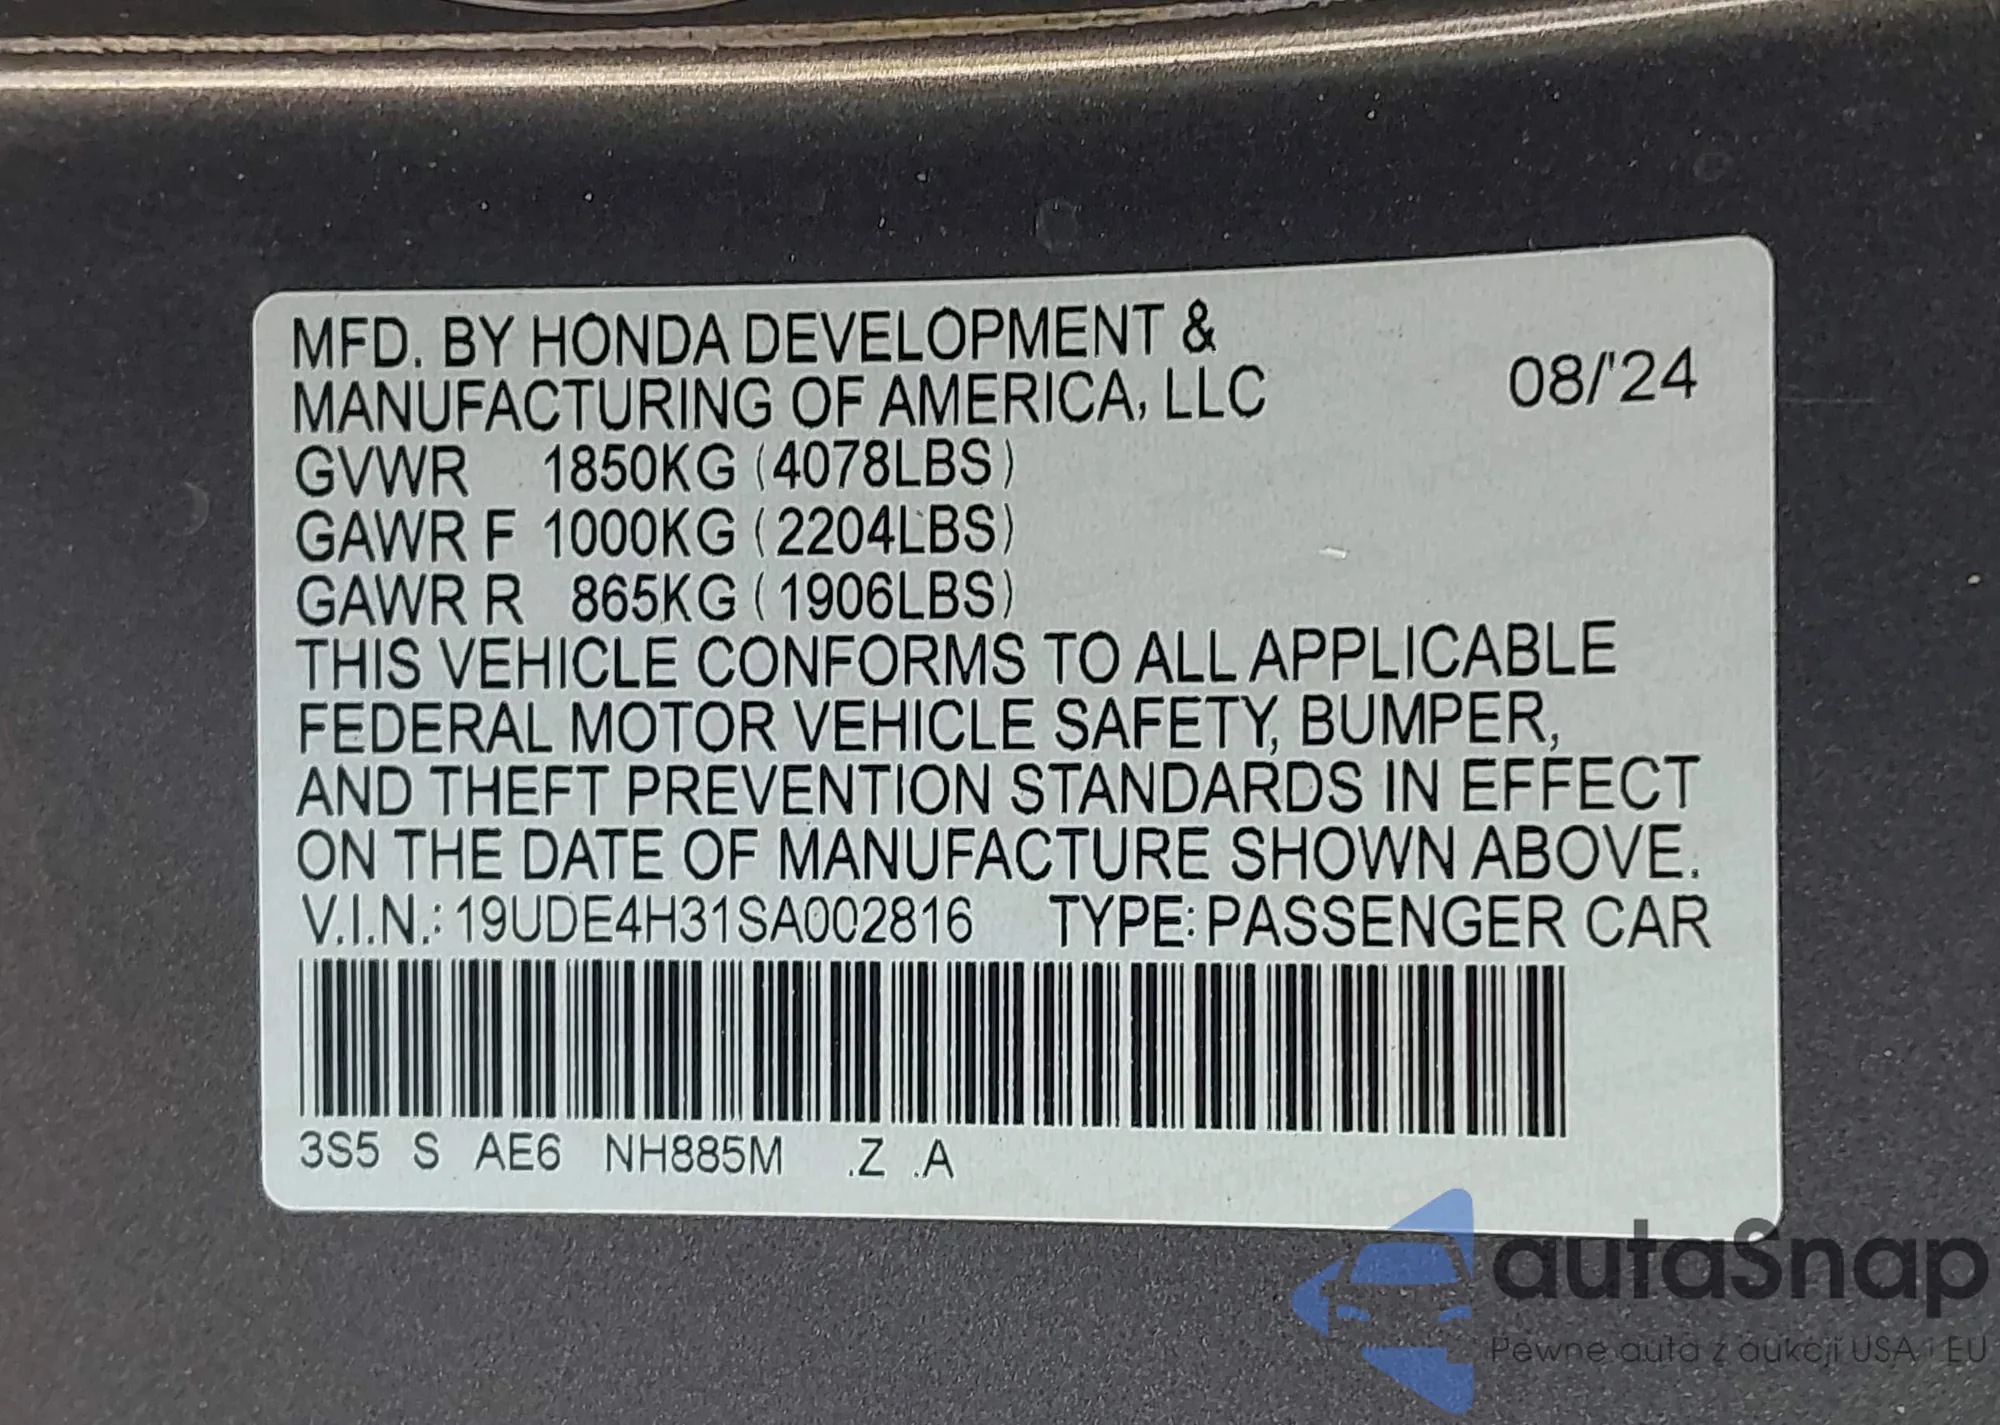 MFD. BY HONDA DEVELOPMENT &
MANUFACTURING OF AMERICA, LLC
08/'24
GVWR 1850KG (4078LBS)
GAWR F 1000KG (2204LBS)
GAWR R 865KG (1906LBS)
THIS VEHICLE CONFORMS TO ALL APPLICABLE
FEDERAL MOTOR VEHICLE SAFETY, BUMPER,
AND THEFT PREVENTION STANDARDS IN EFFECT
ON THE DATE OF MANUFACTURE SHOWN ABOVE.
V.I.N.: 19UDE4H31SA002816 TYPE: PASSENGER CAR
3S5 S AE6 NH885M .Z .A
autaSnap
Pewne auta z aukcji USA i EU